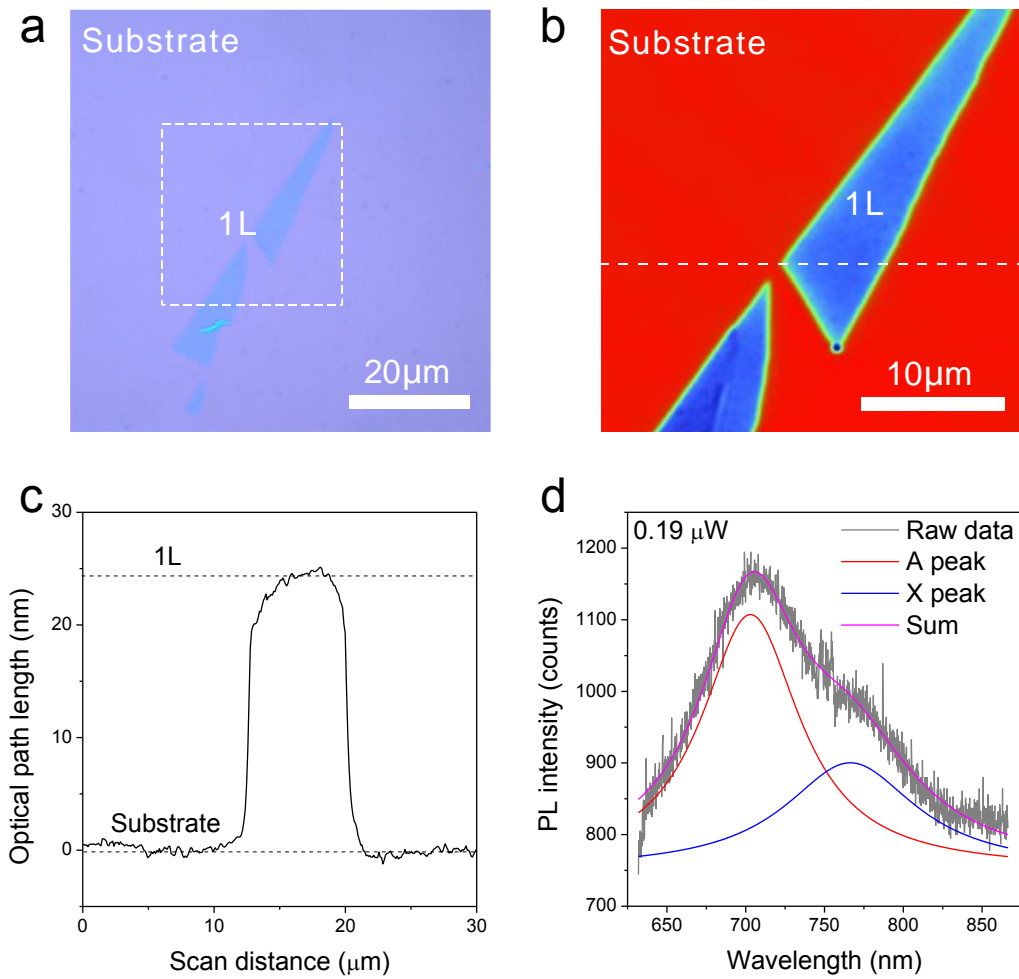 a
Substrate
1L
20μm
b
Substrate
1L
10μm
c
30
20
10
0
Optical path length (nm)
1L
Substrate
0
10
20
30
Scan distance (μm)
d
0.19 μW
Raw data
A peak
X peak
Sum
1200
1100
1000
900
800
700
PL intensity (counts)
650
700
750
800
850
Wavelength (nm)